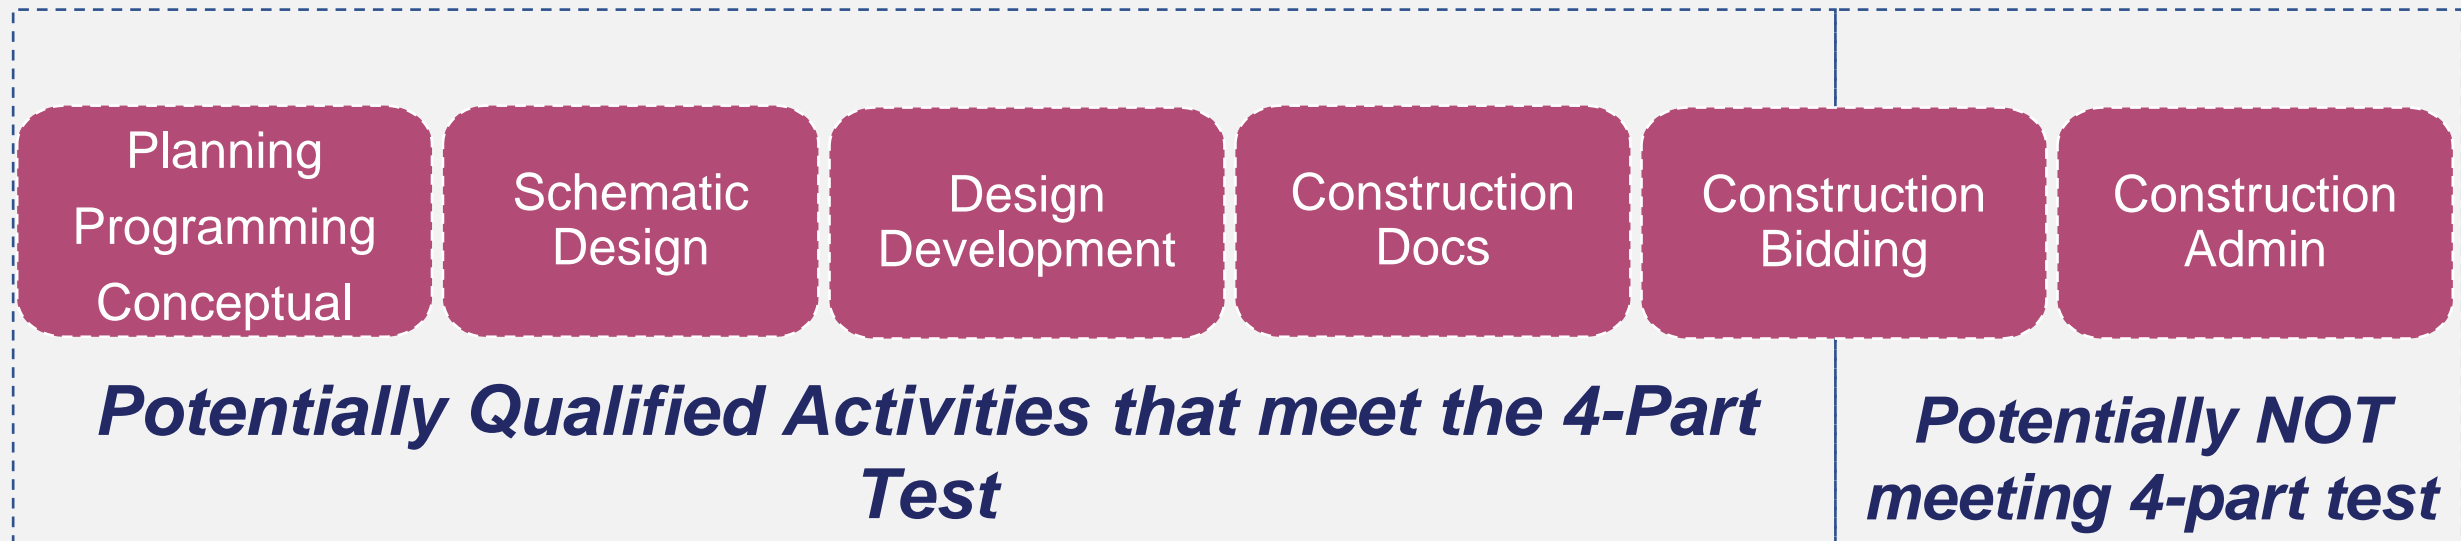 Planning
Programming
Conceptual
Schematic
Design
Design
Development
Construction
Docs
Construction
Bidding
Construction
Admin
Potentially Qualified Activities that meet the 4-Part
Test
Potentially NOT
meeting 4-part test